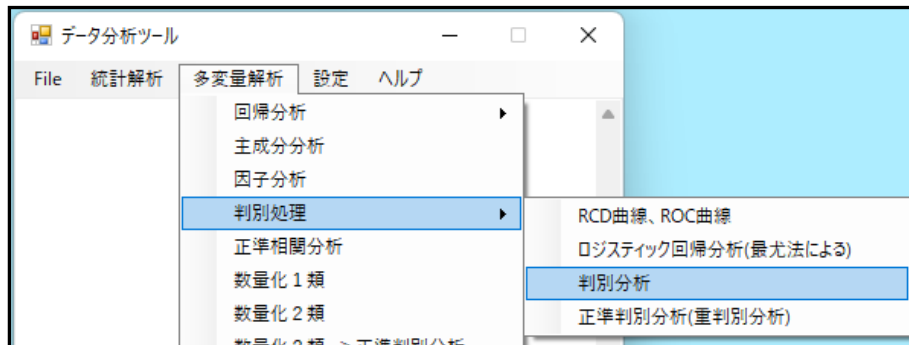 データ分析ツール
File 統計解析 多変量解析 設定 ヘルプ
回帰分析
主成分分析
因子分析
判別処理
RCD曲線、ROC曲線
正準相関分析
ロジスティック回帰分析(最尤法による)
数量化1類
判別分析
数量化2類
正準判別分析(重判別分析)